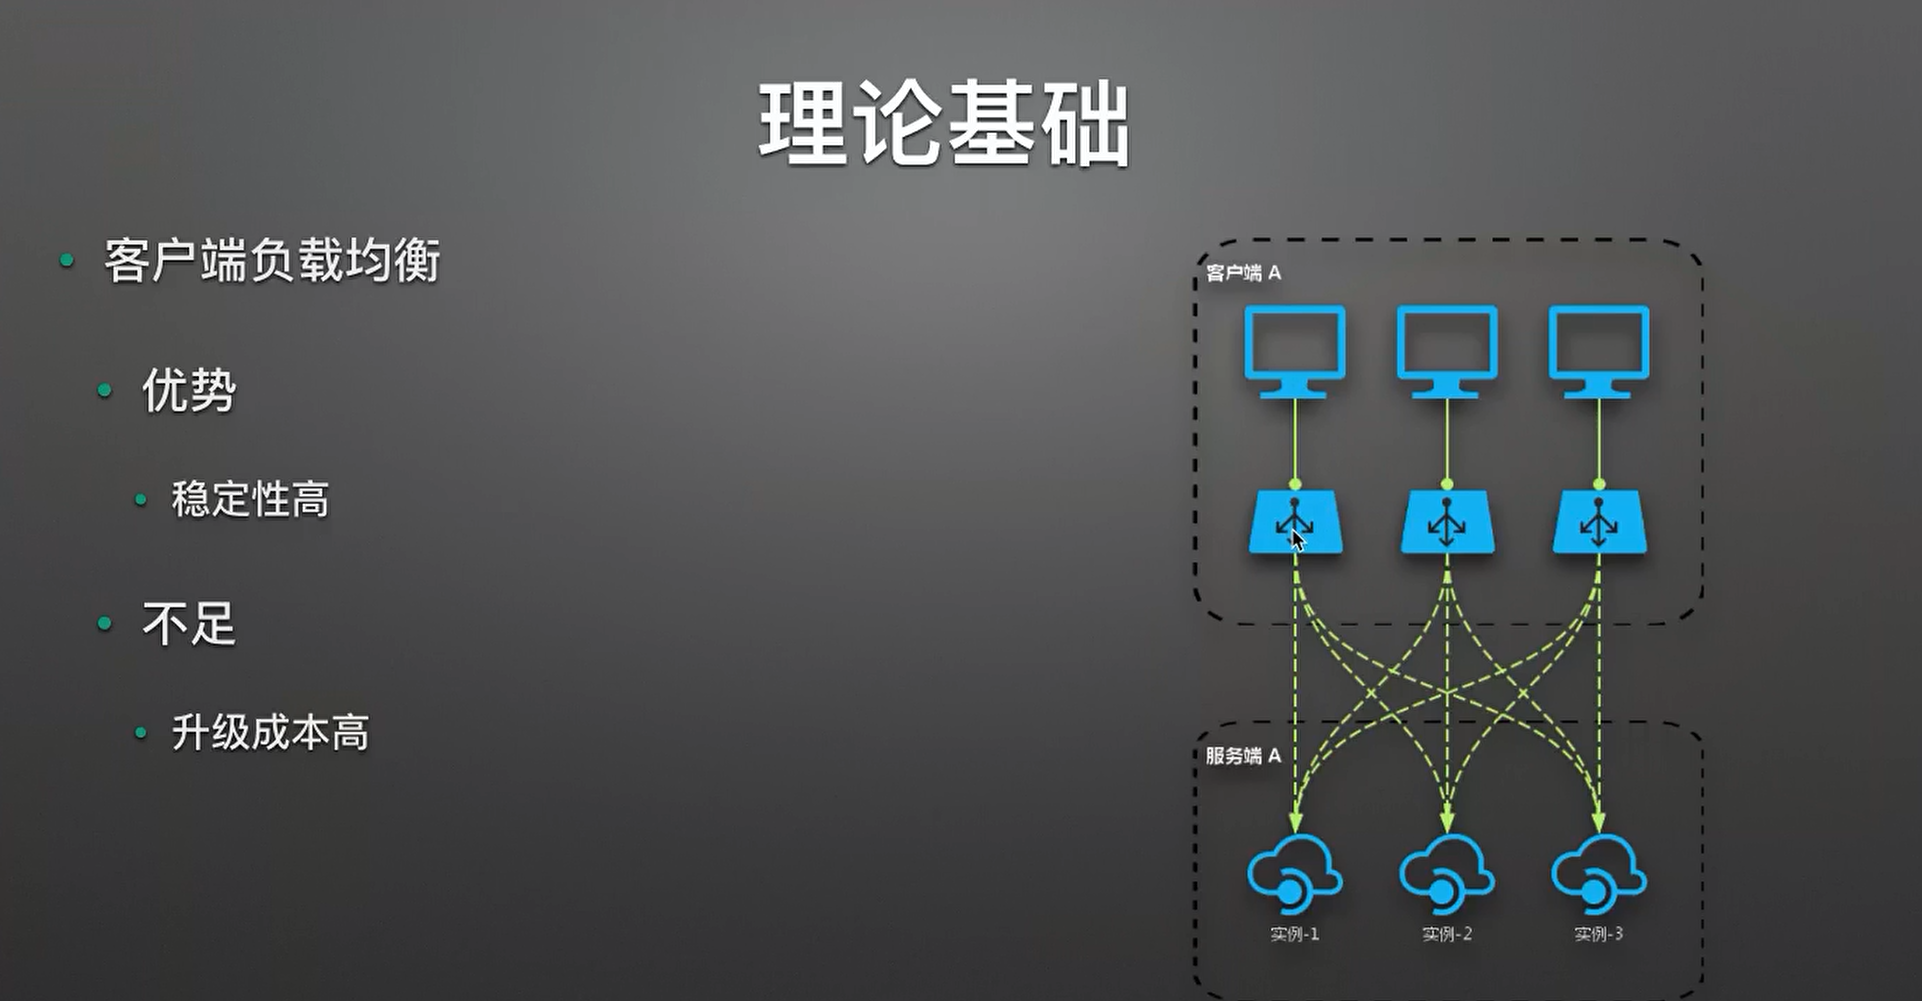 理论基础
客户端负载均衡
优势
稳定性高
不足
升级成本高
客户端 A
服务端 A
实例-1
实例-2
实例-3